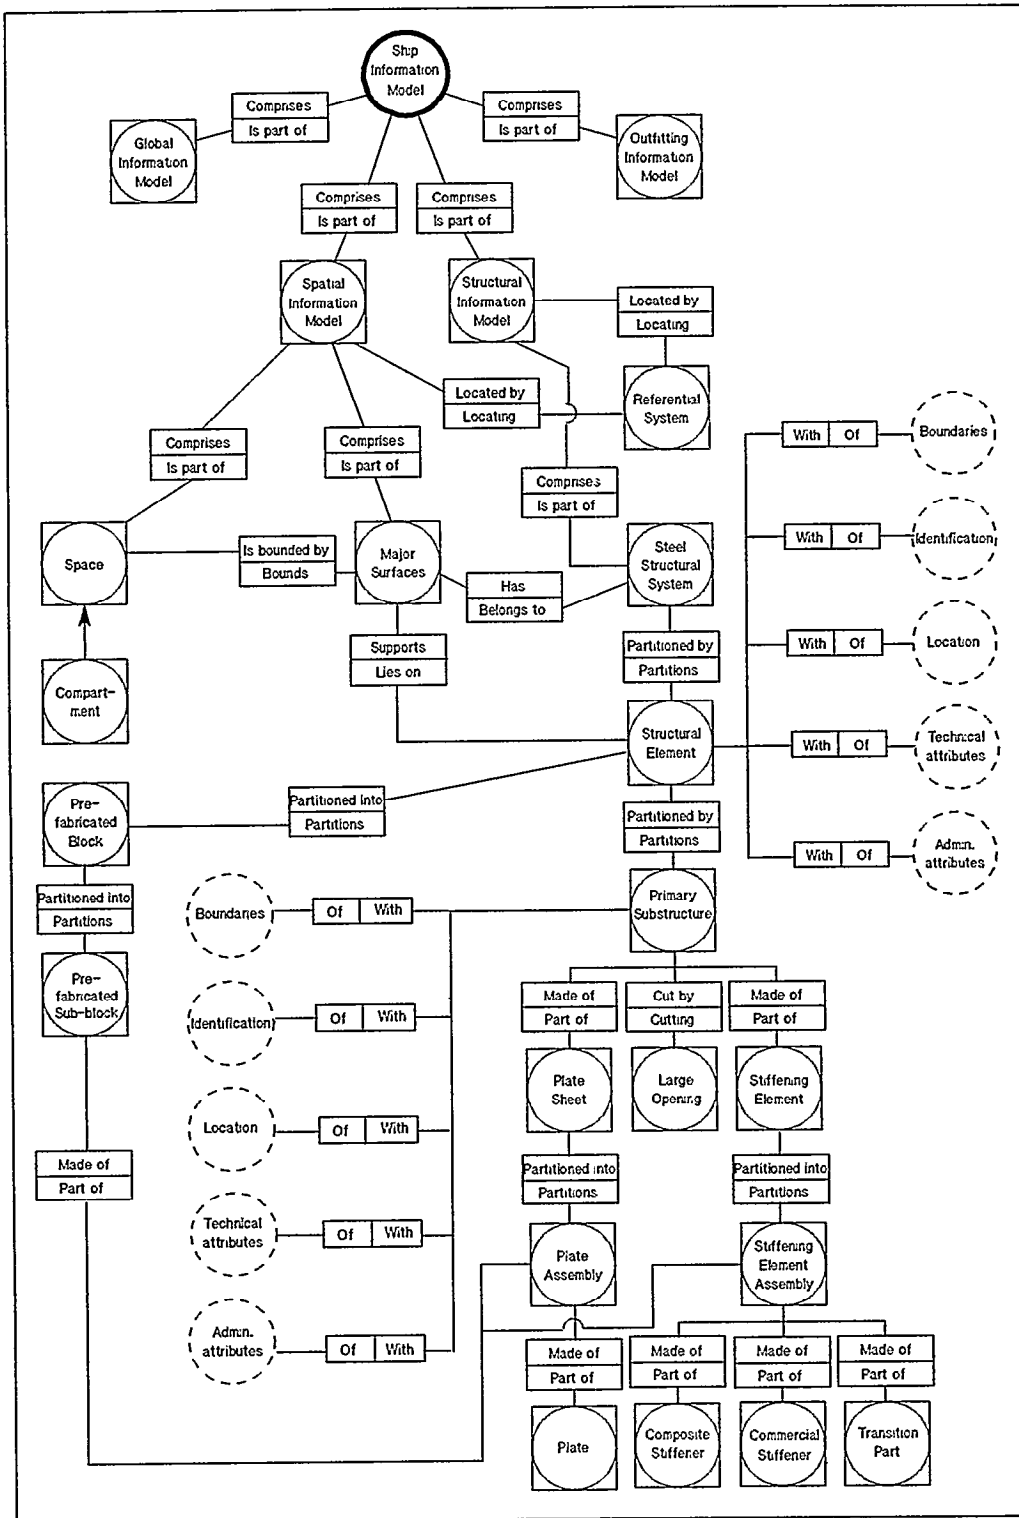 Ship
Information
Model
Comprises
Is part of
Comprises
Is part of
Global
Information
Model
Outfitting
Information
Model
Comprises
Is part of
Comprises
Is part of
Spatial
Information
Model
Structural
Information
Model
Located by
Locating
Located by
Locating
Referential
System
Comprises
Is part of
Comprises
Is part of
With Of
Boundaries
Comprises
Is part of
Space
Is bounded by
Bounds
Major
Surfaces
Has
Belongs to
Steel
Structural
System
With Of
Identification
Supports
Lies on
Partitioned by
Partitions
With Of
Location
Compart-
ment
Structural
Element
With Of
Technical
attributes
Pre-
fabricated
Block
Partitioned into
Partitions
Partitioned by
Partitions
With Of
Admin.
attributes
Partitioned into
Partitions
Boundaries
Of With
Primary
Substructure
Pre-
fabricated
Sub-block
Identification
Of With
Made of
Part of
Cut by
Cutting
Made of
Part of
Plate
Sheet
Large
Opening
Stiffening
Element
Location
Of With
Made of
Part of
Partitioned into
Partitions
Partitioned into
Partitions
Technical
attributes
Of With
Plate
Assembly
Stiffening
Element
Assembly
Admin.
attributes
Of With
Made of
Part of
Made of
Part of
Made of
Part of
Made of
Part of
Plate
Composite
Stiffener
Commercial
Stiffener
Transition
Part